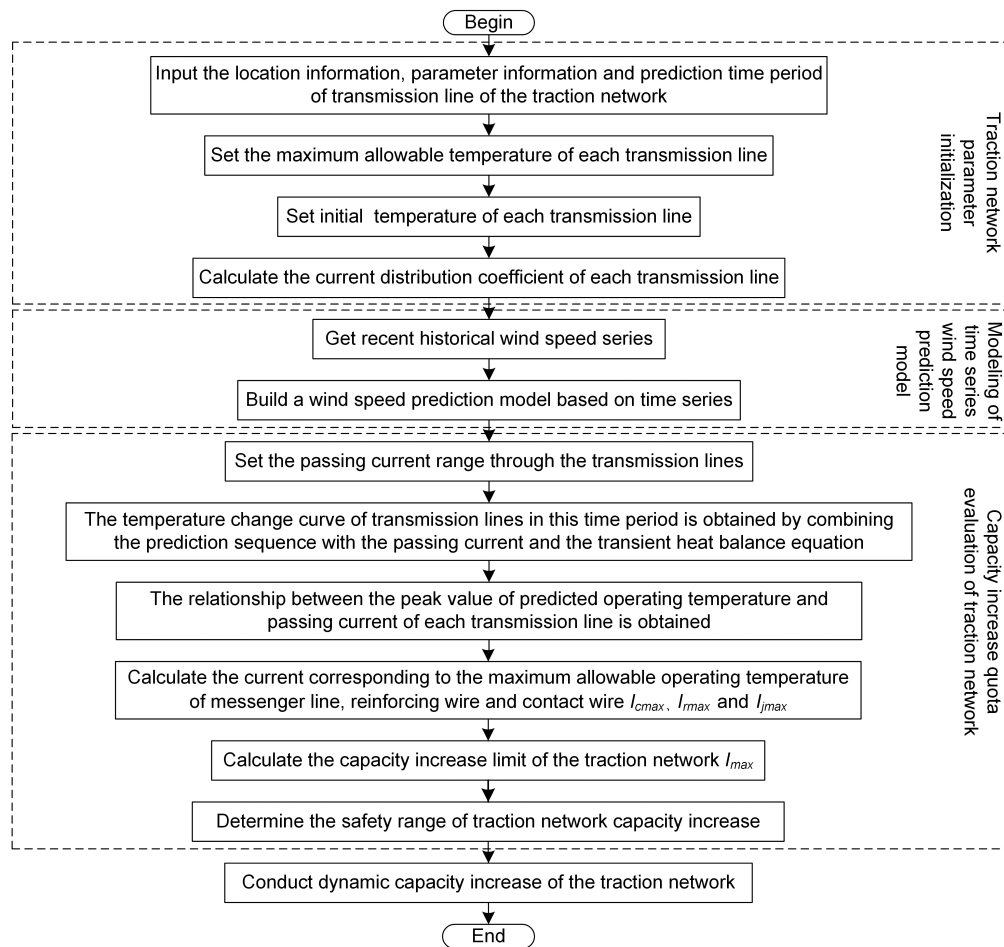 Begin
Input the location information, parameter information and prediction time period
of transmission line of the traction network
Set the maximum allowable temperature of each transmission line
Set initial temperature of each transmission line
Calculate the current distribution coefficient of each transmission line
Traction network
parameter
initialization
Get recent historical wind speed series
Build a wind speed prediction model based on time series
Modeling of
time series
wind speed
prediction
model
Set the passing current range through the transmission lines
The temperature change curve of transmission lines in this time period is obtained by combining
the prediction sequence with the passing current and the transient heat balance equation
The relationship between the peak value of predicted operating temperature and
passing current of each transmission line is obtained
Calculate the current corresponding to the maximum allowable operating temperature
of messenger line, reinforcing wire and contact wire Icmax、Irmax and Ijmax
Calculate the capacity increase limit of the traction network Imax
Determine the safety range of traction network capacity increase
Capacity increase quota
evaluation of traction network
Conduct dynamic capacity increase of the traction network
End